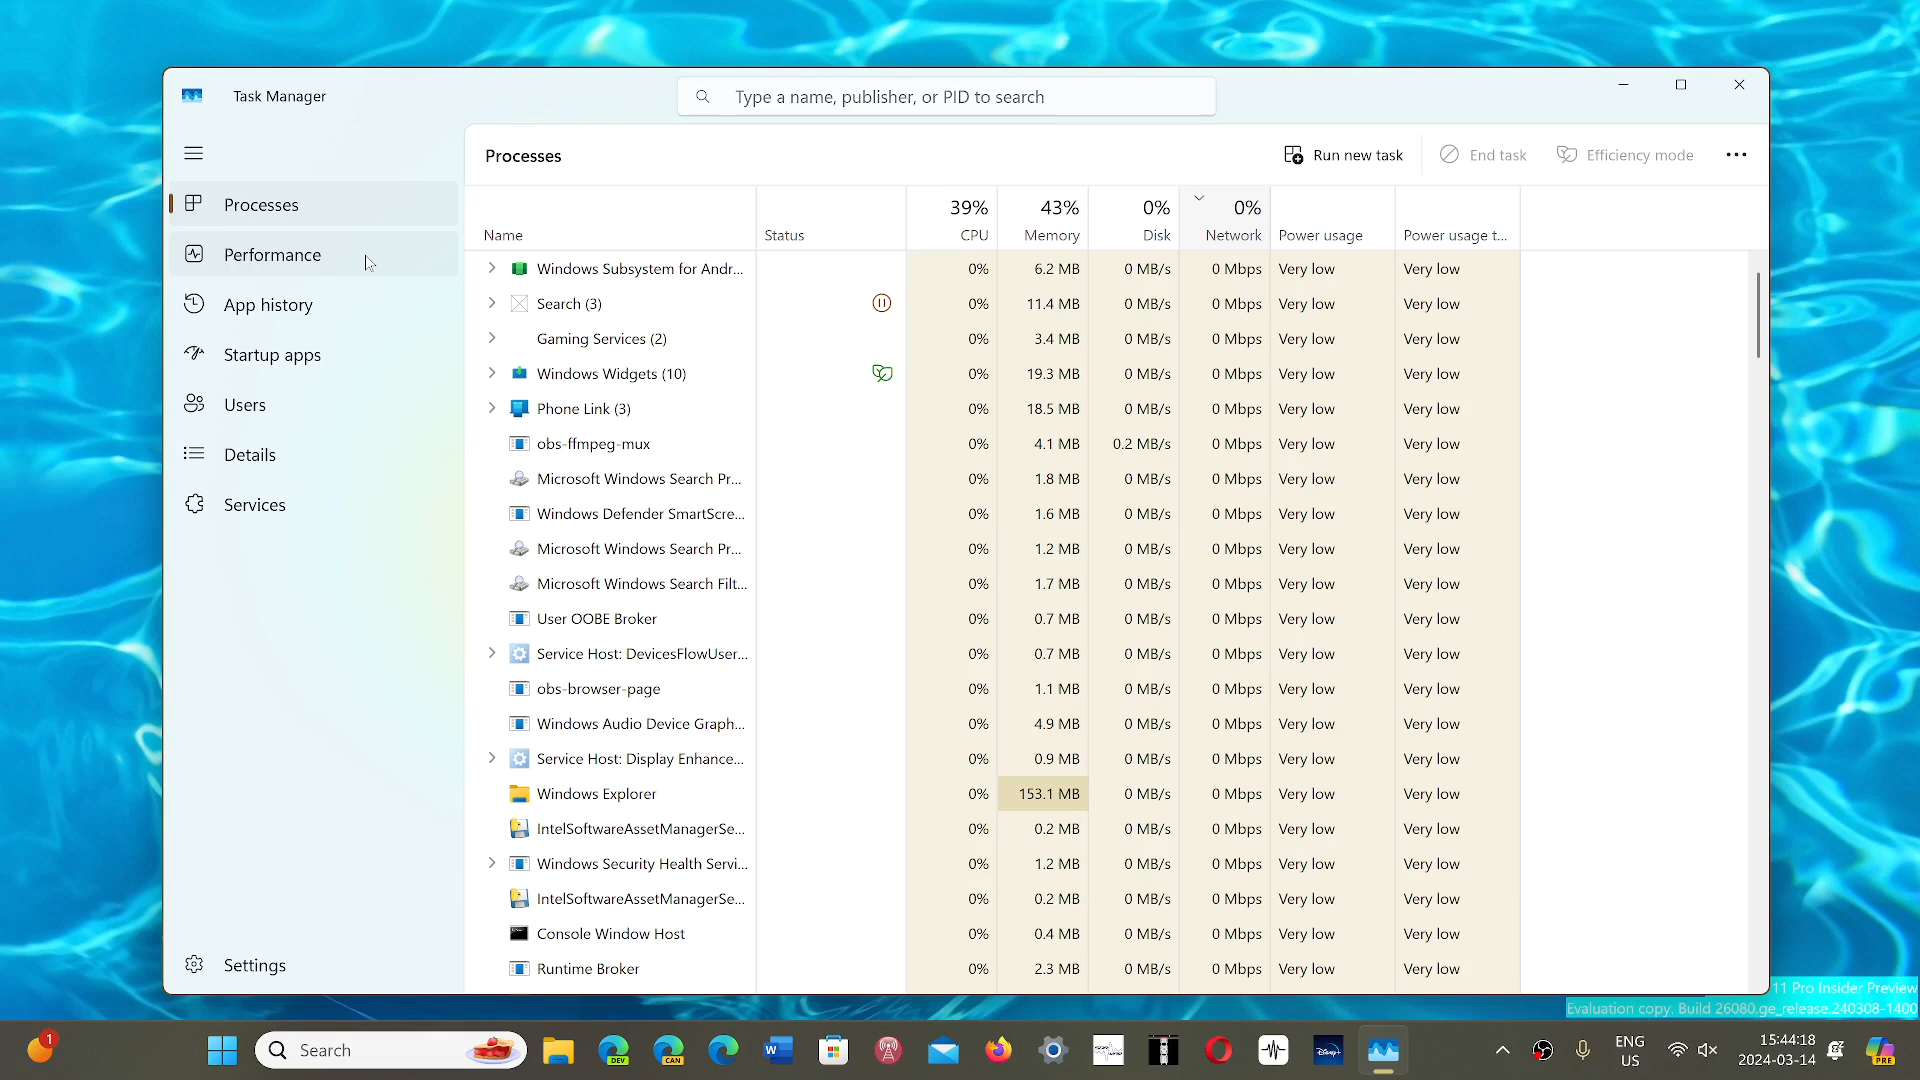 Task Manager
Type a name, publisher, or PID to search
Processes
Run new task
End task
Efficiency mode
Processes
Performance
App history
Startup apps
Users
Details
Services
Settings
39% 43% 0% 0%
Name Status CPU Memory Disk Network Power usage Power usage t...
Windows Subsystem for Andr... 0% 6.2 MB 0 MB/s 0 Mbps Very low Very low
Search (3) 0% 11.4 MB 0 MB/s 0 Mbps Very low Very low
Gaming Services (2) 0% 3.4 MB 0 MB/s 0 Mbps Very low Very low
Windows Widgets (10) 0% 19.3 MB 0 MB/s 0 Mbps Very low Very low
Phone Link (3) 0% 18.5 MB 0 MB/s 0 Mbps Very low Very low
obs-ffmpeg-mux 0% 4.1 MB 0.2 MB/s 0 Mbps Very low Very low
Microsoft Windows Search Pr... 0% 1.8 MB 0 MB/s 0 Mbps Very low Very low
Windows Defender SmartScre... 0% 1.6 MB 0 MB/s 0 Mbps Very low Very low
Microsoft Windows Search Pr... 0% 1.2 MB 0 MB/s 0 Mbps Very low Very low
Microsoft Windows Search Filt... 0% 1.7 MB 0 MB/s 0 Mbps Very low Very low
User OOBE Broker 0% 0.7 MB 0 MB/s 0 Mbps Very low Very low
Service Host: DevicesFlowUser... 0% 0.7 MB 0 MB/s 0 Mbps Very low Very low
obs-browser-page 0% 1.1 MB 0 MB/s 0 Mbps Very low Very low
Windows Audio Device Graph... 0% 4.9 MB 0 MB/s 0 Mbps Very low Very low
Service Host: Display Enhance... 0% 0.9 MB 0 MB/s 0 Mbps Very low Very low
Windows Explorer 0% 153.1 MB 0 MB/s 0 Mbps Very low Very low
IntelSoftwareAssetManagerSe... 0% 0.2 MB 0 MB/s 0 Mbps Very low Very low
Windows Security Health Servi... 0% 1.2 MB 0 MB/s 0 Mbps Very low Very low
IntelSoftwareAssetManagerSe... 0% 0.2 MB 0 MB/s 0 Mbps Very low Very low
Console Window Host 0% 0.4 MB 0 MB/s 0 Mbps Very low Very low
Runtime Broker 0% 2.3 MB 0 MB/s 0 Mbps Very low Very low
11 Pro Insider Preview
Evaluation copy. Build 26080.ge_release.240308-1400
1
Search
DEV
CAN
Disney+
ENG
US
15:44:18
2024-03-14
PRE